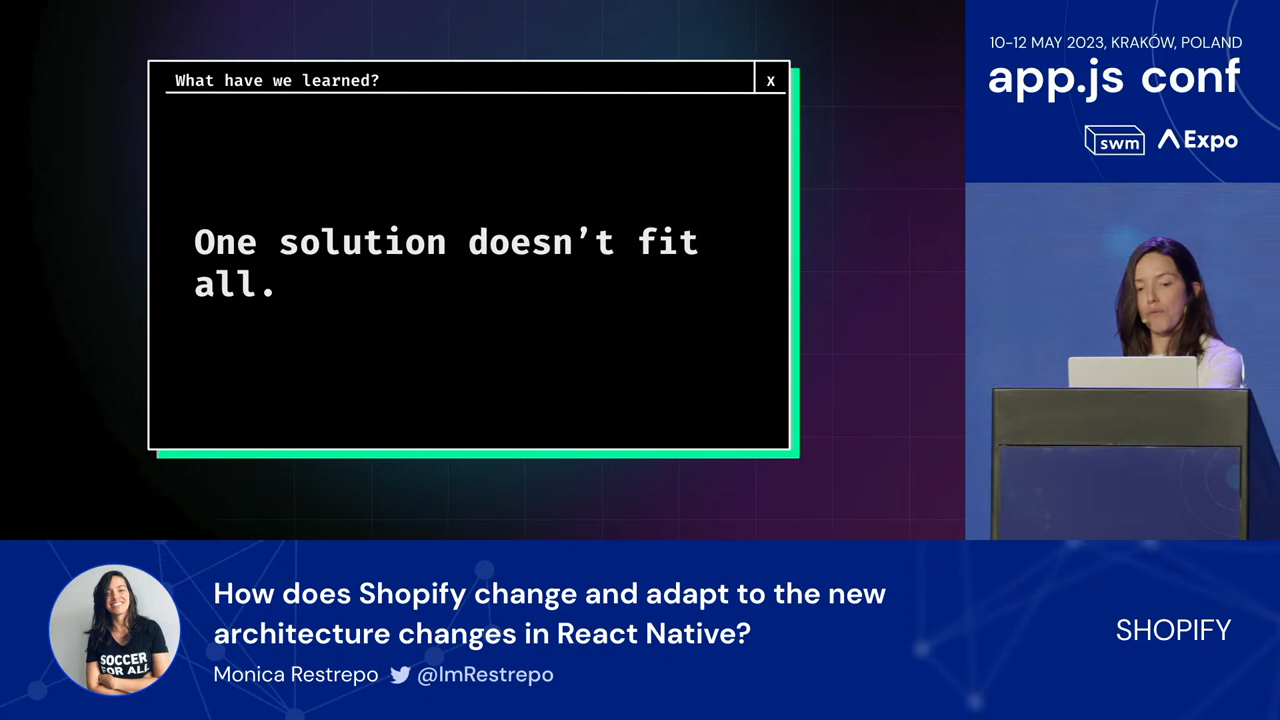 What have we learned?
x
One solution doesn’t fit
all.
10-12 MAY 2023, KRAKÓW, POLAND
app.js conf
swm
Expo
SOCCER
FOR ALL
How does Shopify change and adapt to the new
architecture changes in React Native?
Monica Restrepo
@ImRestrepo
SHOPIFY